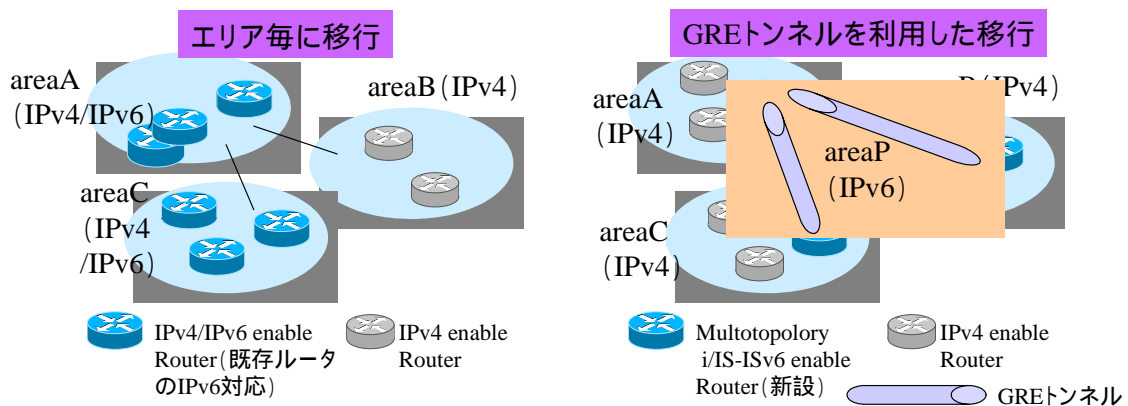 エリア毎に移行
areaA
(IPv4/IPv6)
areaB(IPv4)
areaC
(IPv4
/IPv6)
IPv4/IPv6 enable
Router(既存ルータ
のIPv6対応)
IPv4 enable
Router
GREトンネルを利用した移行
areaA
(IPv4)
areaP
(IPv6)
areaC
(IPv4)
Multotopolory
i/IS-ISv6 enable
Router(新設)
IPv4 enable
Router
GREトンネル